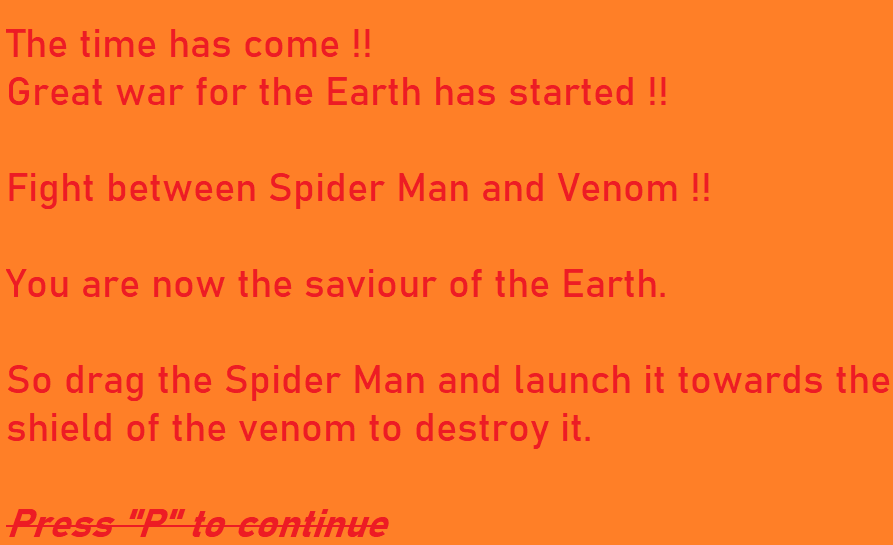 The time has come !!
Great war for the Earth has started !!
Fight between Spider Man and Venom !!
You are now the saviour of the Earth.
So drag the Spider Man and launch it towards the
shield of the venom to destroy it.
Press "P" to continue